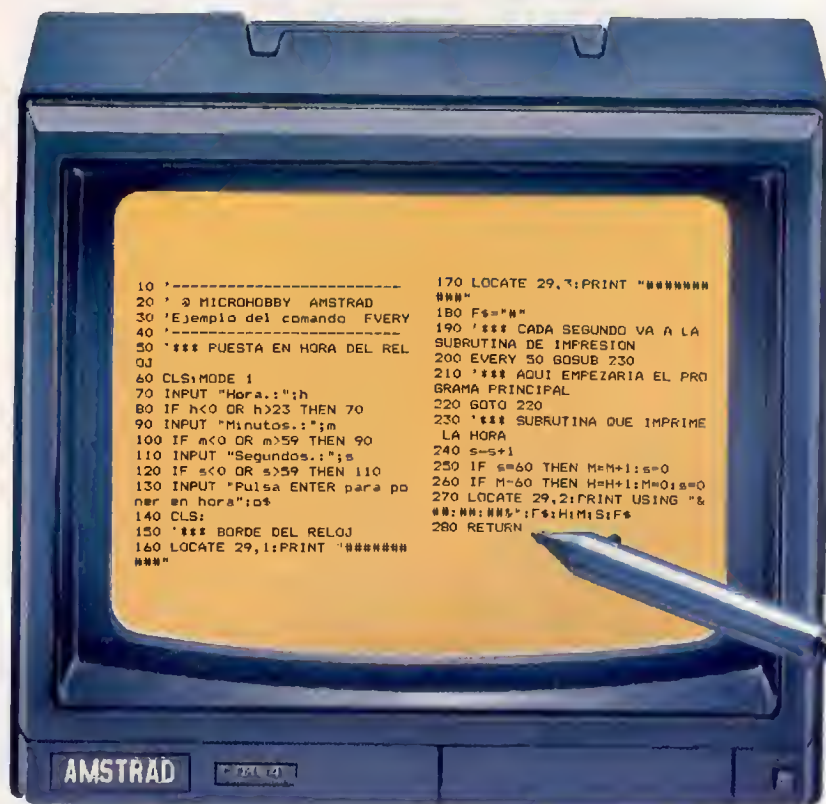 10 '----------------------------
20 ' @ MICROHOBBY  AMSTRAD
30 'Ejemplo del comando  EVERY
40 '----------------------------
50 '*** PUESTA EN HORA DEL REL
OJ
60 CLS:MODE 1
70 INPUT "Hora.:";h
80 IF h<0 OR h>23 THEN 70
90 INPUT "Minutos.:";m
100 IF m<0 OR m>59 THEN 90
110 INPUT "Segundos.:";s
120 IF s<0 OR s>59 THEN 110
130 INPUT "Pulsa ENTER para po
ner en hora";o$
140 CLS:
150 '*** BORDE DEL RELOJ
160 LOCATE 29,1:PRINT "#######
###"
170 LOCATE 29,3:PRINT "#######
###"
180 F$="#"
190 '*** CADA SEGUNDO VA A LA
SUBRUTINA DE IMPRESION
200 EVERY 50 GOSUB 230
210 '*** AQUI EMPEZARIA EL PRO
GRAMA PRINCIPAL
220 GOTO 220
230 '*** SUBRUTINA QUE IMPRIME
 LA HORA
240 s=s+1
250 IF s=60 THEN M=M+1:s=0
260 IF M=60 THEN H=H+1:M=0:s=0
270 LOCATE 29,2:PRINT USING "&
##:##:##&";F$;H;M;S;F$
280 RETURN
AMSTRAD